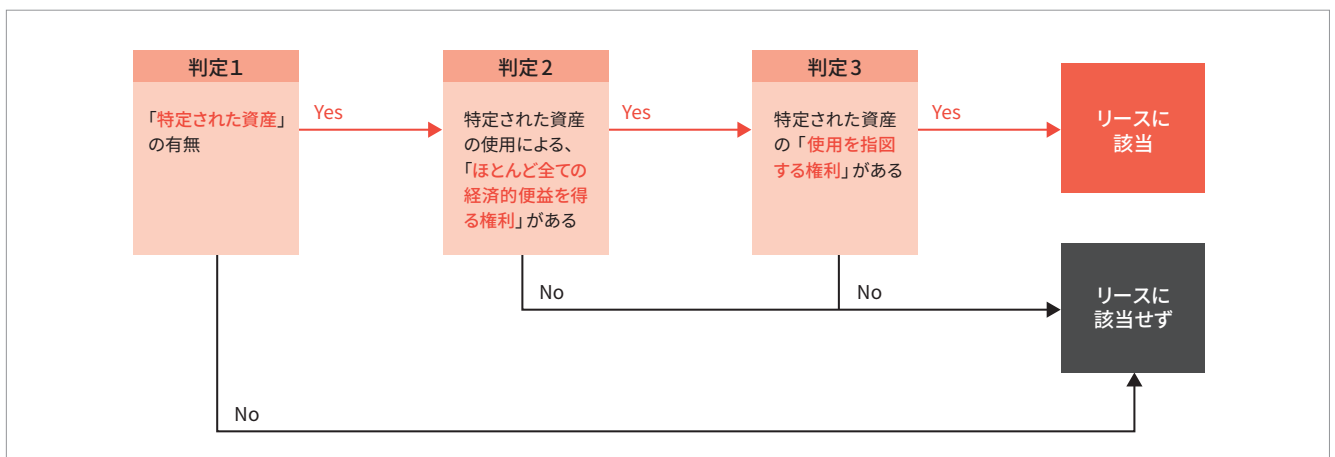 判定1
「特定された資産」
の有無
Yes
判定2
特定された資産
の使用による、
「ほとんど全ての
経済的便益を得
る権利」がある
Yes
判定3
特定された資産
の「使用を指図
する権利」がある
Yes
リースに
該当
No
No
リースに
該当せず
No